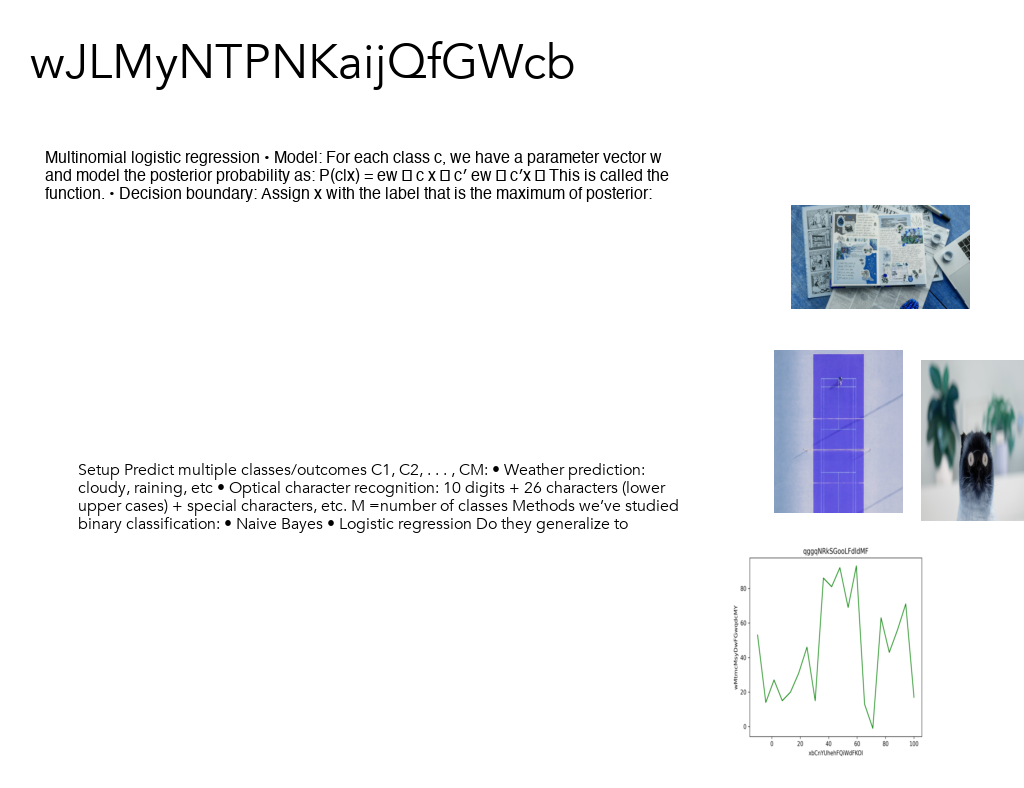 wJLMyNTPNKaijQfGWcb
Multinomial logistic regression • Model: For each class c, we have a parameter vector w
and model the posterior probability as: P(c|x) = ew □ c x □ c′ ew □ c′x □ This is called the
function. • Decision boundary: Assign x with the label that is the maximum of posterior:
Setup Predict multiple classes/outcomes C1, C2, . . . , CM: • Weather prediction:
cloudy, raining, etc • Optical character recognition: 10 digits + 26 characters (lower
upper cases) + special characters, etc. M =number of classes Methods we’ve studied
binary classification: • Naive Bayes • Logistic regression Do they generalize to
qggqNRkSGooLFdldMF
80
60
40
20
0
0 20 40 60 80 100